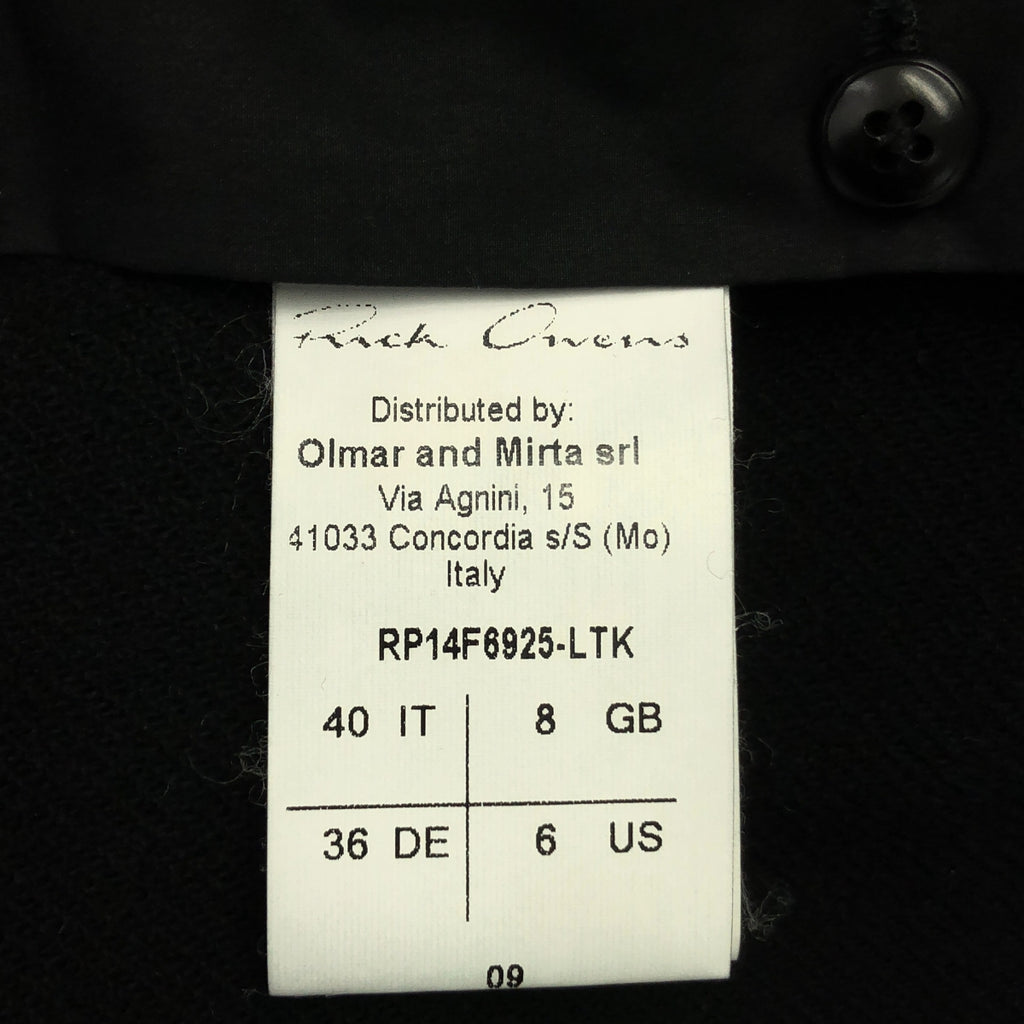 Rick Owens
Distributed by:
Olmar and Mirta srl
Via Agnini, 15
41033 Concordia s/S (Mo)
Italy
RP14F6925-LTK
40 IT 8 GB
36 DE 6 US
09